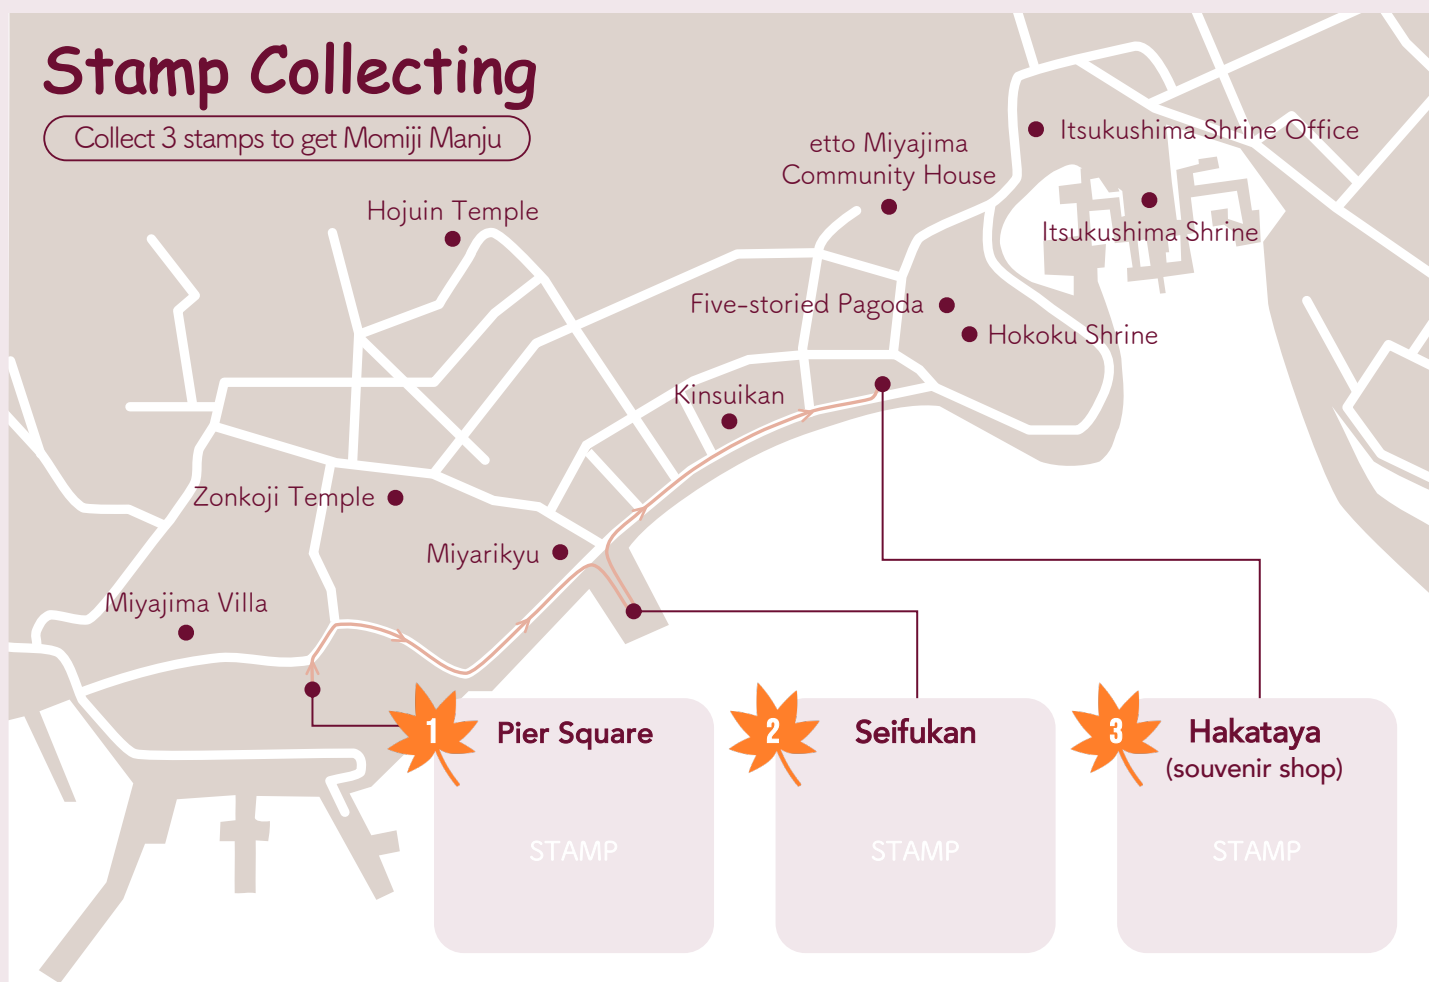 Stamp Collecting
Collect 3 stamps to get Momiji Manju
Itsukushima Shrine Office
etto Miyajima
Community House
Hojuin Temple
Itsukushima Shrine
Five-storied Pagoda
Hokoku Shrine
Kinsuikan
Zonkoji Temple
Miyarikyu
Miyajima Villa
1
Pier Square
STAMP
2
Seifukan
STAMP
3
Hakataya
(souvenir shop)
STAMP